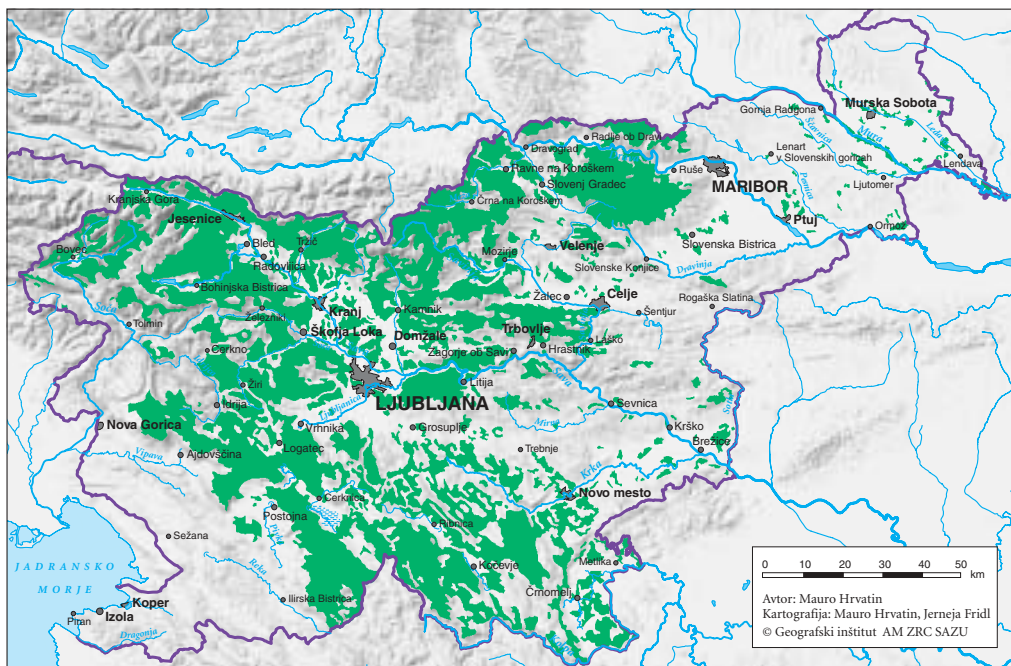 Gornja Radgona
Murska Sobota
Ščavnica
Mura
Leda
Radlje ob Dravi
Dravograd
Lenart
v Slovenskih goricah
Lendava
Ravne na Koroškem
Ruše
MARIBOR
Slovenj Gradec
Pesnica
Ljutomer
Kranjska Gora
Črna na Koroškem
Jesenice
Ptuj
Ormož
Bled
Tržič
Bovec
Mozirje
Velenje
Slovenska Bistrica
Radovljica
Slovenske Konjice
Dravinja
Bohinjska Bistrica
Žalec
Celje
Rogaška Slatina
Soča
Železniki
Kranj
Kamnik
Šentjur
Tolmin
Škofja Loka
Domžale
Trbovlje
Cerkno
Zagorje ob Savi
Hrastnik
Laško
Žiri
Litija
Sava
Idrija
LJUBLJANA
Sevnica
Sotla
Ljubljanica
Mirna
Nova Gorica
Vrhnika
Grosuplje
Krško
Vipava
Ajdovščina
Logatec
Trebnje
Brežice
Krka
Cerknica
Novo mesto
Postojna
Ribnica
Pivka
Sežana
Reka
Kočevje
Metlika
JADRANSKO
MORJE
Ilirska Bistrica
Črnomelj
Koper
Izola
Piran
Dragonja
0 10 20 30 40 50
km
Avtor: Mauro Hrvatin
Kartografija: Mauro Hrvatin, Jerneja Fridl
© Geografski inštitut AM ZRC SAZU